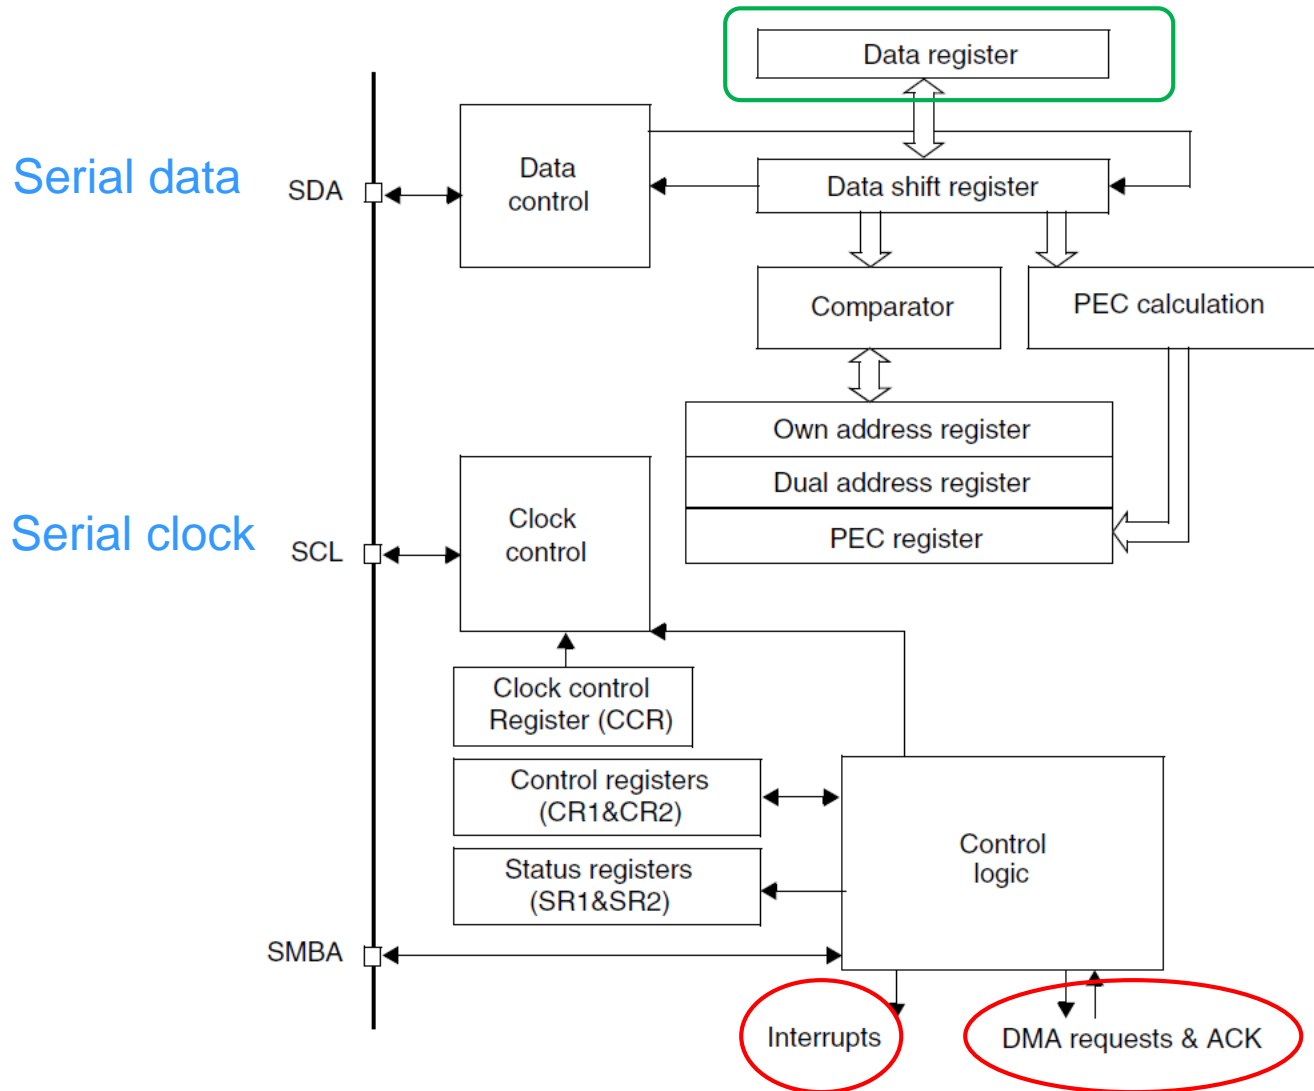 Data register
Serial data
SDA
Data
control
Data shift register
Comparator
PEC calculation
Own address register
Dual address register
PEC register
Serial clock
SCL
Clock
control
Clock control
Register (CCR)
Control registers
(CR1&CR2)
Status registers
(SR1&SR2)
Control
logic
SMBA
Interrupts
DMA requests & ACK